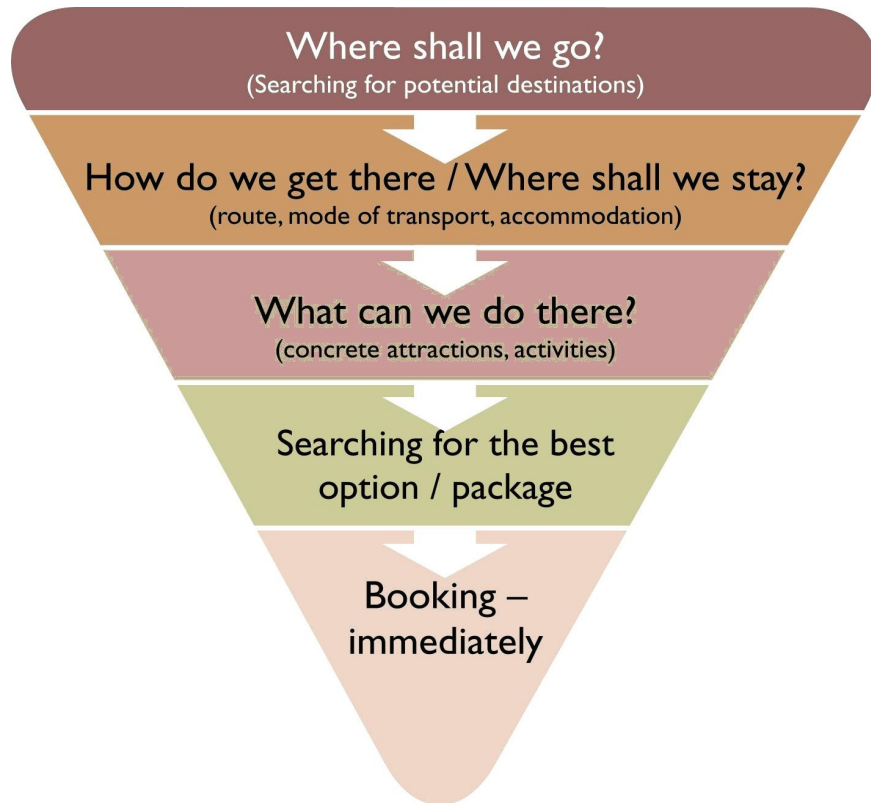 Where shall we go?
(Searching for potential destinations)
How do we get there / Where shall we stay?
(route, mode of transport, accommodation)
What can we do there?
(concrete attractions, activities)
Searching for the best
option / package
Booking –
immediately